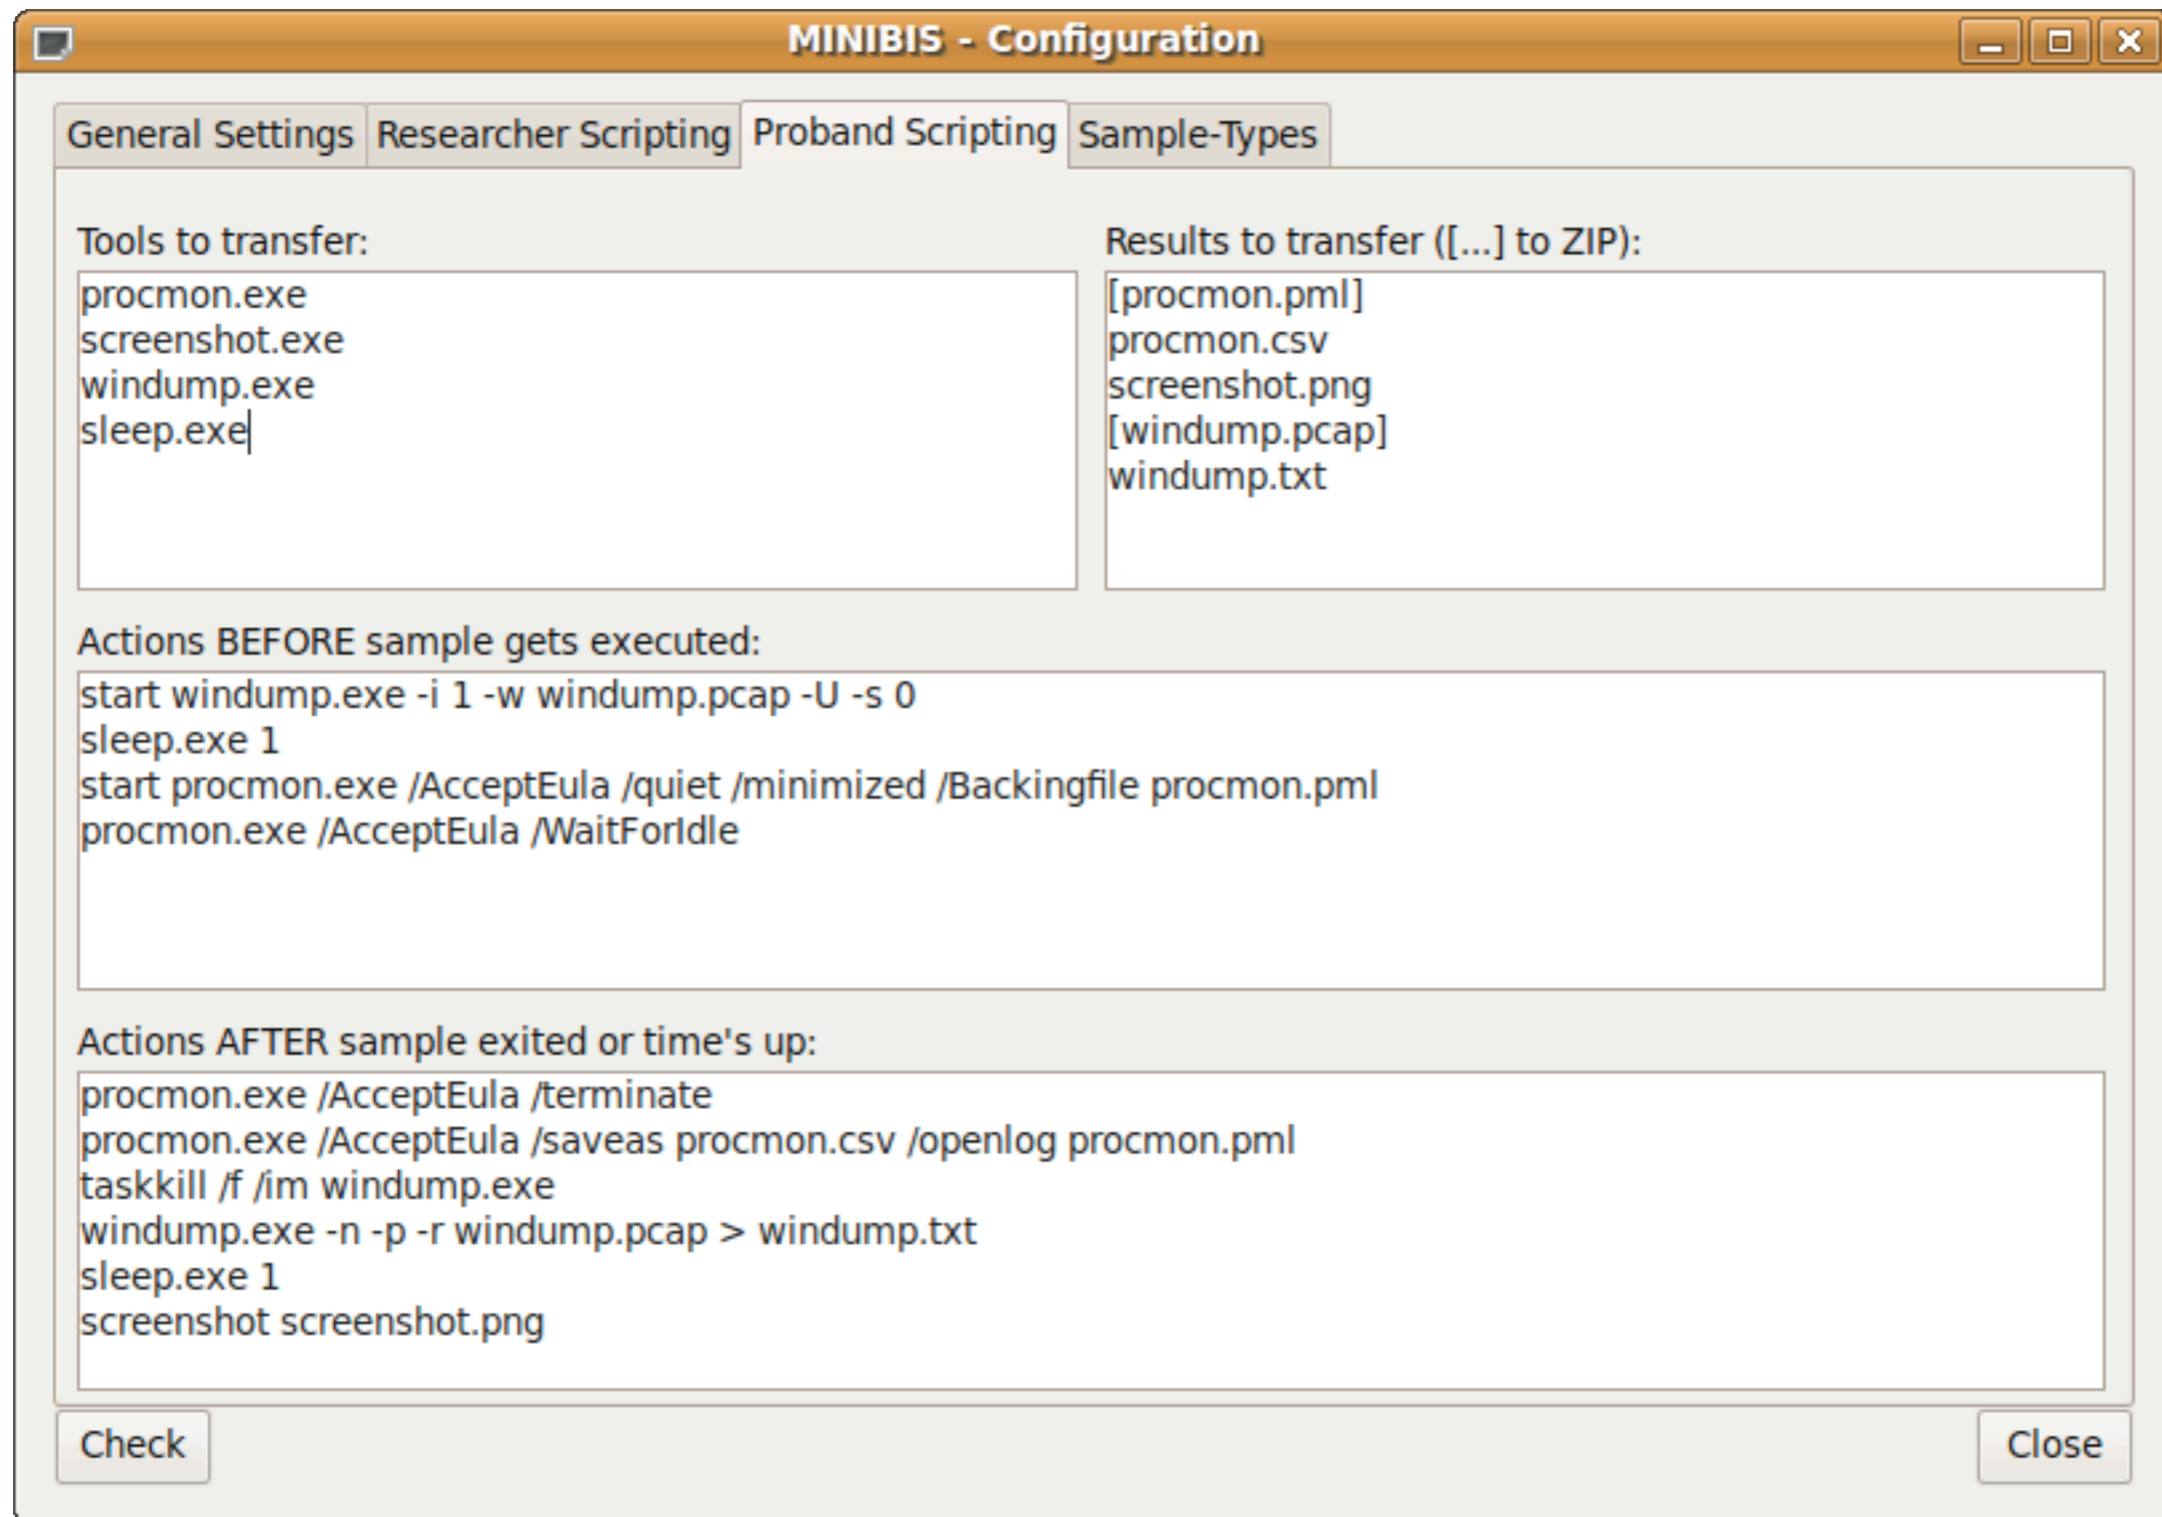 MINIBIS - Configuration
General Settings
Researcher Scripting
Proband Scripting
Sample-Types
Tools to transfer:
procmon.exe
screenshot.exe
windump.exe
sleep.exe
Results to transfer ([...] to ZIP):
[procmon.pml]
procmon.csv
screenshot.png
[windump.pcap]
windump.txt
Actions BEFORE sample gets executed:
start windump.exe -i 1 -w windump.pcap -U -s 0
sleep.exe 1
start procmon.exe /AcceptEula /quiet /minimized /Backingfile procmon.pml
procmon.exe /AcceptEula /WaitForIdle
Actions AFTER sample exited or time's up:
procmon.exe /AcceptEula /terminate
procmon.exe /AcceptEula /saveas procmon.csv /openlog procmon.pml
taskkill /f /im windump.exe
windump.exe -n -p -r windump.pcap > windump.txt
sleep.exe 1
screenshot screenshot.png
Check
Close